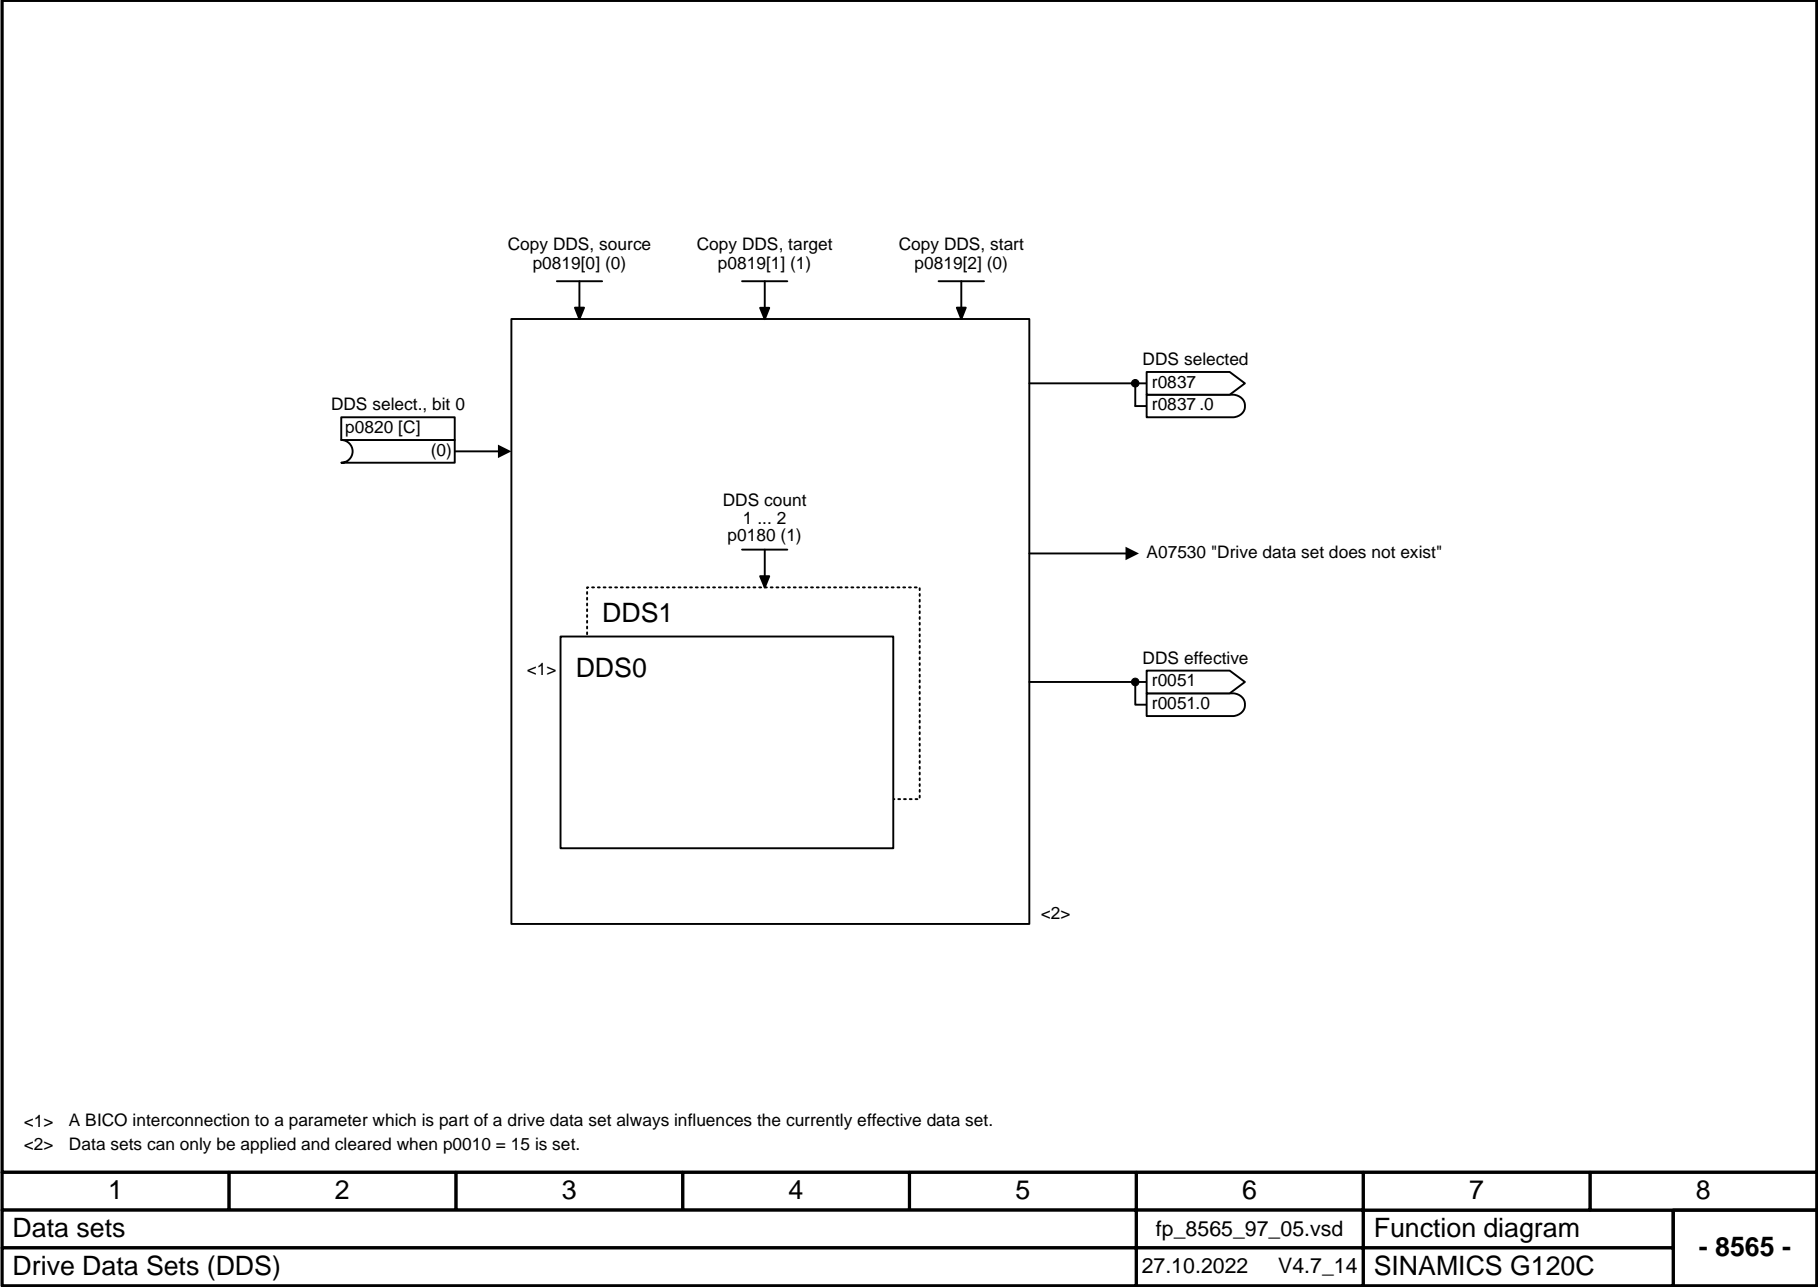 Copy DDS, source
p0819[0] (0)
Copy DDS, target
p0819[1] (1)
Copy DDS, start
p0819[2] (0)
DDS selected
r0837
r0837 .0
DDS select., bit 0
p0820 [C]
(0)
DDS count
1 ... 2
p0180 (1)
A07530 "Drive data set does not exist"
DDS1
<1>
DDS0
DDS effective
r0051
r0051.0
<2>
<1> A BICO interconnection to a parameter which is part of a drive data set always influences the currently effective data set.
<2> Data sets can only be applied and cleared when p0010 = 15 is set.
1 2 3 4 5 6 7 8
Data sets
fp_8565_97_05.vsd
Function diagram
- 8565 -
Drive Data Sets (DDS)
27.10.2022 V4.7_14
SINAMICS G120C